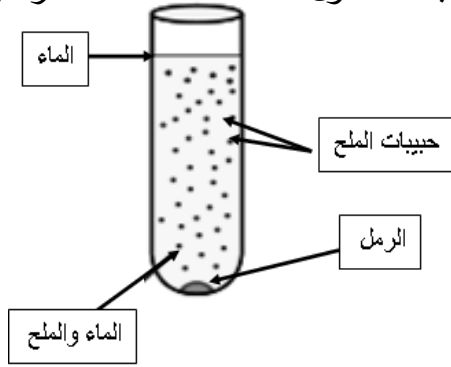 الماء
حبيبات الملح
الرمل
الماء والملح